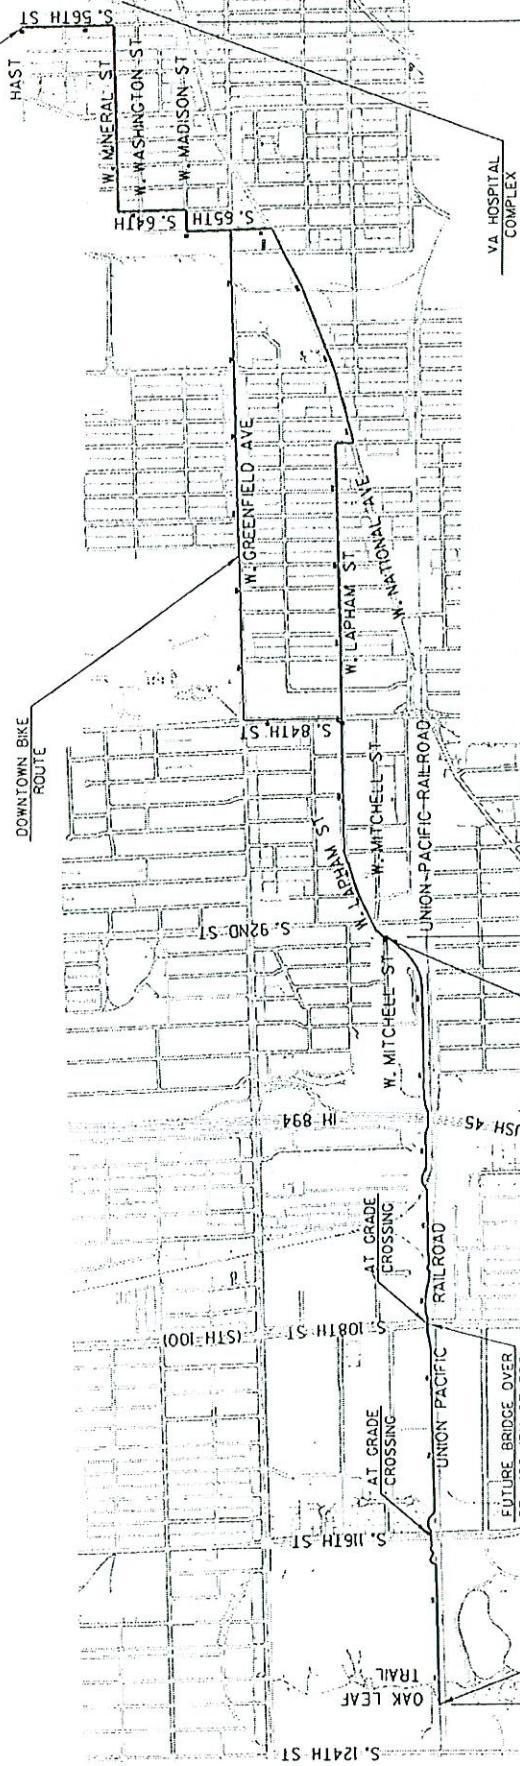 S. 56TH ST
HAST
W. MINERAL ST
W. WASHINGTON ST
W. MADISON ST
S. 64TH
S. 65TH
VA HOSPITAL
COMPLEX
W. GREENFIELD AVE
DOWNTOWN BIKE
ROUTE
W. LAPHAM ST
W. NATIONAL AVE
S. 84TH ST
W. LAPHAM ST
W. MITCHELL ST
UNION PACIFIC RAILROAD
S. 92ND ST
W. MITCHELL ST
IH 894
USH 45
AT GRADE
CROSSING
RAILROAD
S. 108TH ST
(STH 100)
UNION PACIFIC
FUTURE BRIDGE OVER
AT GRADE
CROSSING
S. 116TH ST
OAK LEAF
TRAIL
S. 124TH ST